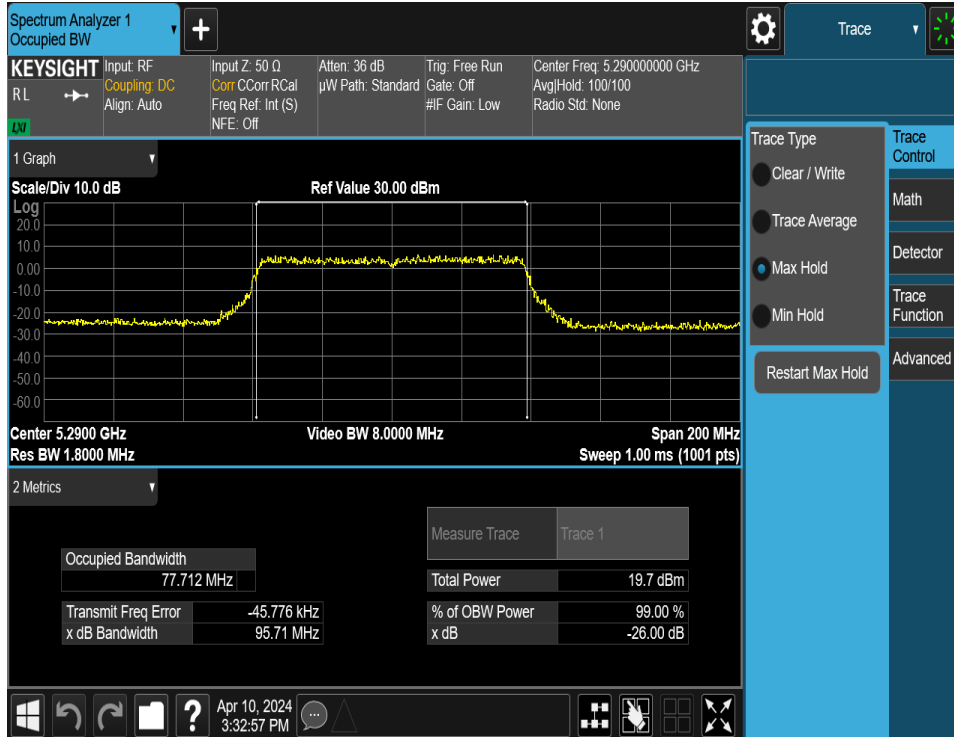 Spectrum Analyzer 1
Occupied BW
Trace
KEYSIGHT
R L
LXI
Input: RF
Coupling: DC
Align: Auto
Input Z: 50 Ω
Corr CCorr RCal
Freq Ref: Int (S)
NFE: Off
Atten: 36 dB
µW Path: Standard
Trig: Free Run
Gate: Off
#IF Gain: Low
Center Freq: 5.290000000 GHz
Avg|Hold: 100/100
Radio Std: None
1 Graph
Scale/Div 10.0 dB
Ref Value 30.00 dBm
Log
20.0
10.0
0.00
-10.0
-20.0
-30.0
-40.0
-50.0
-60.0
Center 5.2900 GHz
Video BW 8.0000 MHz
Span 200 MHz
Res BW 1.8000 MHz
Sweep 1.00 ms (1001 pts)
2 Metrics
Measure Trace
Trace 1
Occupied Bandwidth
77.712 MHz
Total Power
19.7 dBm
Transmit Freq Error
-45.776 kHz
% of OBW Power
99.00 %
x dB Bandwidth
95.71 MHz
x dB
-26.00 dB
Trace Type
Clear / Write
Trace Average
Max Hold
Min Hold
Restart Max Hold
Trace
Control
Math
Detector
Trace
Function
Advanced
?
Apr 10, 2024
3:32:57 PM